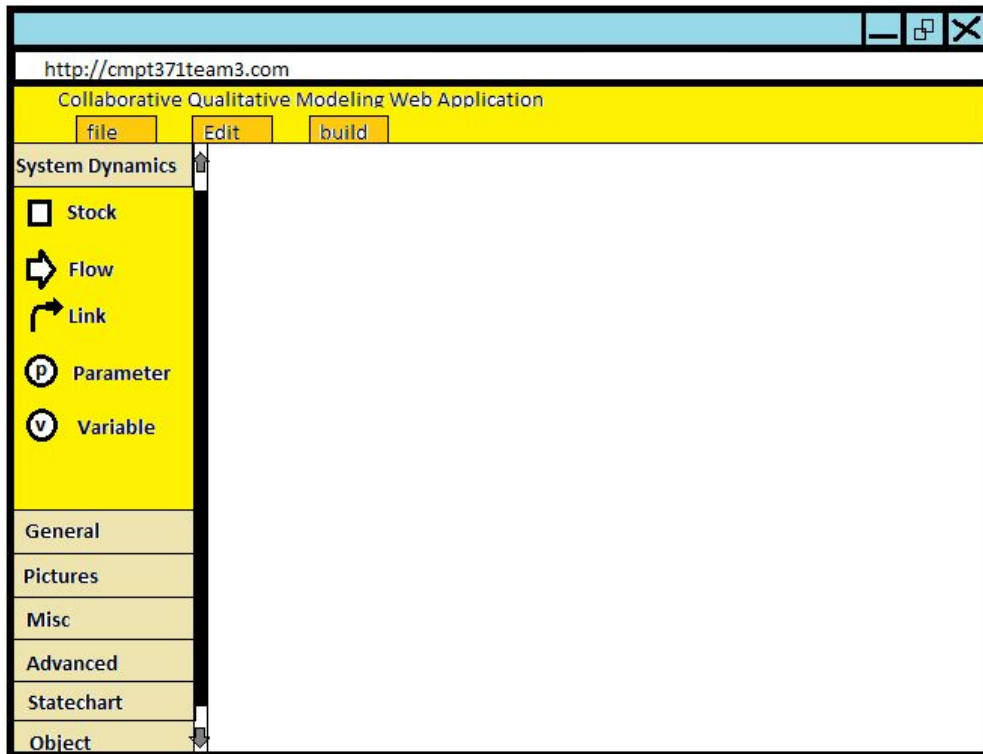 http://cmpt371team3.com
Collaborative Qualitative Modeling Web Application
file Edit build
System Dynamics
Stock
Flow
Link
p Parameter
v Variable
General
Pictures
Misc
Advanced
Statechart
Object